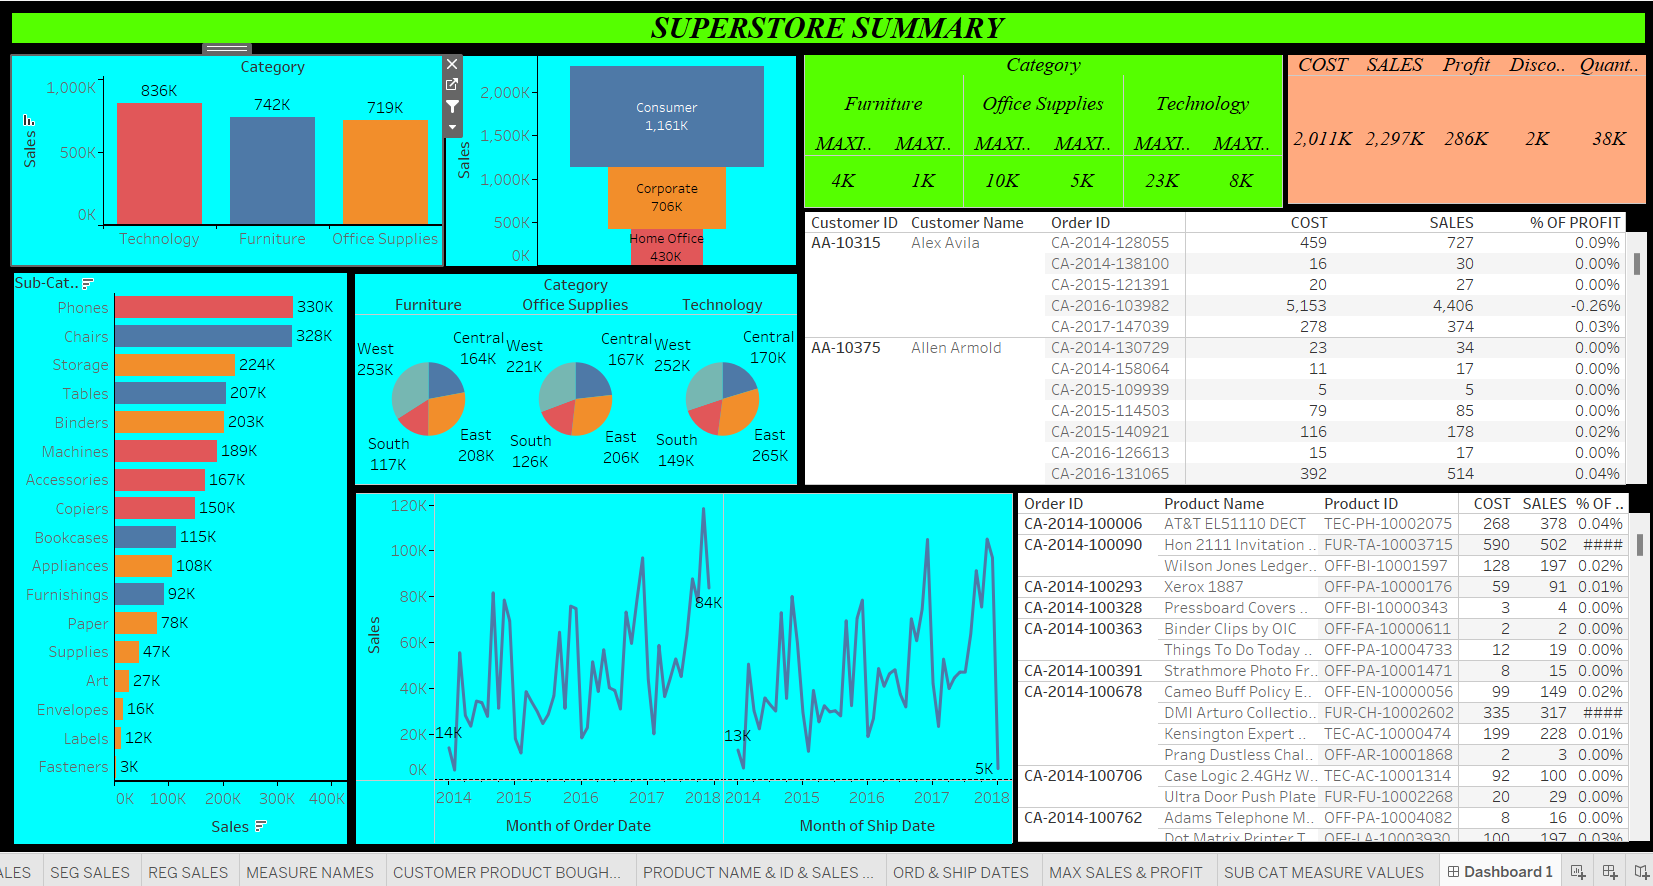 SUPERSTORE SUMMARY
Category
1,000K
500K
0K
Sales
836K
742K
719K
Technology Furniture Office Supplies
2,000K
1,500K
1,000K
500K
0K
Sales
Consumer
1,161K
Corporate
706K
Home Office
430K
Category
Furniture Office Supplies Technology
MAXI.. MAXI.. MAXI.. MAXI.. MAXI.. MAXI..
4K 1K 10K 5K 23K 8K
COST SALES Profit Disco.. Quant..
2,011K 2,297K 286K 2K 38K
Customer ID Customer Name Order ID COST SALES % OF PROFIT
AA-10315 Alex Avila CA-2014-128055 459 727 0.09%
CA-2014-138100 16 30 0.00%
CA-2015-121391 20 27 0.00%
CA-2016-103982 5,153 4,406 -0.26%
CA-2017-147039 278 374 0.03%
AA-10375 Allen Armold CA-2014-130729 23 34 0.00%
CA-2014-158064 11 17 0.00%
CA-2015-109939 5 5 0.00%
CA-2015-114503 79 85 0.00%
CA-2015-140921 116 178 0.02%
CA-2016-126613 15 17 0.00%
CA-2016-131065 392 514 0.04%
Sub-Cat..
Phones 330K
Chairs 328K
Storage 224K
Tables 207K
Binders 203K
Machines 189K
Accessories 167K
Copiers 150K
Bookcases 115K
Appliances 108K
Furnishings 92K
Paper 78K
Supplies 47K
Art 27K
Envelopes 16K
Labels 12K
Fasteners 3K
0K 100K 200K 300K 400K
Sales
Category
Furniture Office Supplies Technology
West
253K
Central
164K
South
117K
East
208K
West
221K
Central
167K
South
126K
East
206K
West
252K
Central
170K
South
149K
East
265K
120K
100K
80K
60K
40K
20K
0K
Sales
14K
84K
13K
5K
2014 2015 2016 2017 2018 2014 2015 2016 2017 2018
Month of Order Date Month of Ship Date
Order ID Product Name Product ID COST SALES % OF ..
CA-2014-100006 AT&T EL51110 DECT TEC-PH-10002075 268 378 0.04%
CA-2014-100090 Hon 2111 Invitation .. FUR-TA-10003715 590 502 ####
Wilson Jones Ledger.. OFF-BI-10001597 128 197 0.02%
CA-2014-100293 Xerox 1887 OFF-PA-10000176 59 91 0.01%
CA-2014-100328 Pressboard Covers .. OFF-BI-10000343 3 4 0.00%
CA-2014-100363 Binder Clips by OIC OFF-FA-10000611 2 2 0.00%
Things To Do Today .. OFF-PA-10004733 12 19 0.00%
CA-2014-100391 Strathmore Photo Fr.. OFF-PA-10001471 8 15 0.00%
CA-2014-100678 Cameo Buff Policy E.. OFF-EN-10000056 99 149 0.02%
DMI Arturo Collectio.. FUR-CH-10002602 335 317 ####
Kensington Expert .. TEC-AC-10000474 199 228 0.01%
Prang Dustless Chal.. OFF-AR-10001868 2 3 0.00%
CA-2014-100706 Case Logic 2.4GHz W.. TEC-AC-10001314 92 100 0.00%
Ultra Door Push Plate FUR-FU-10002268 20 29 0.00%
CA-2014-100762 Adams Telephone M.. OFF-PA-10004082 8 16 0.00%
Dot Matrix Printer T.. OFF-LA-10003930 100 197 0.03%
ALES SEG SALES REG SALES MEASURE NAMES CUSTOMER PRODUCT BOUGH... PRODUCT NAME & ID & SALES ... ORD & SHIP DATES MAX SALES & PROFIT SUB CAT MEASURE VALUES Dashboard 1